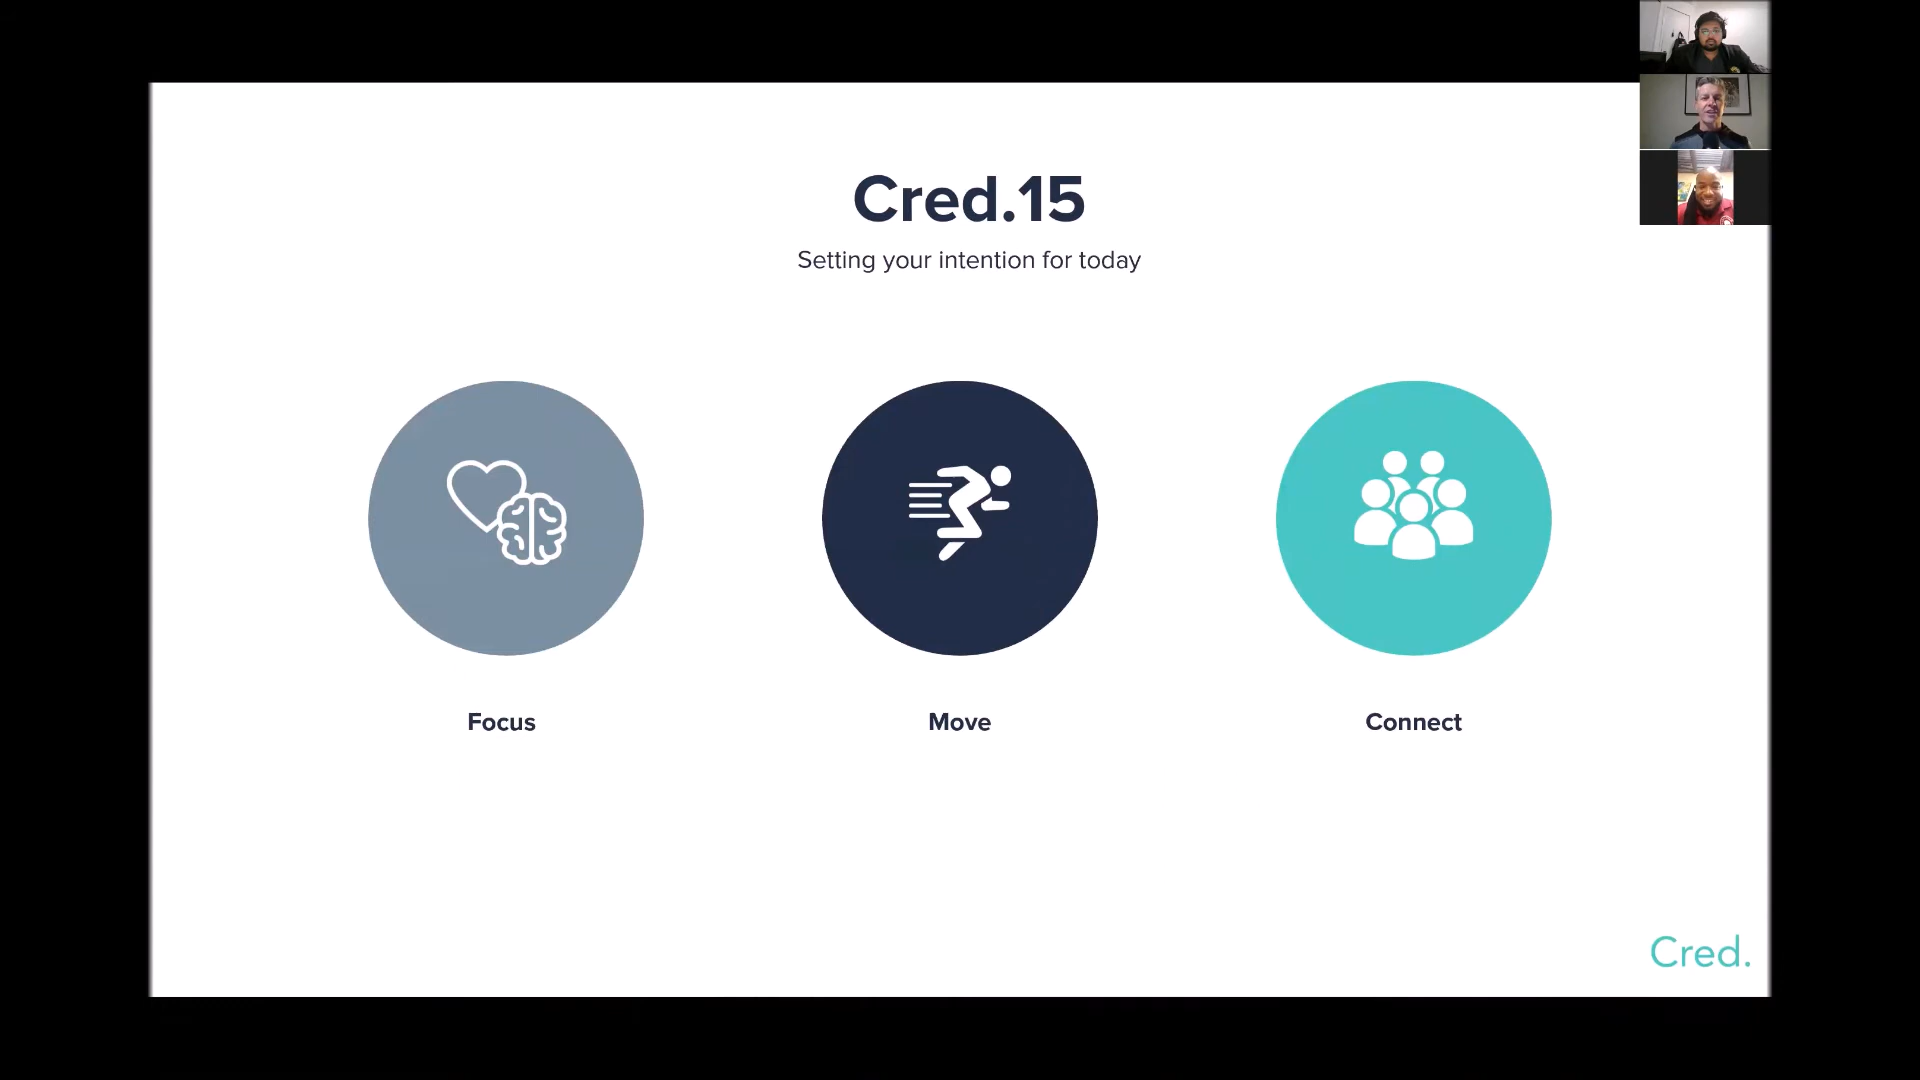 Cred.15
Setting your intention for today
Focus
Move
Connect
Cred.